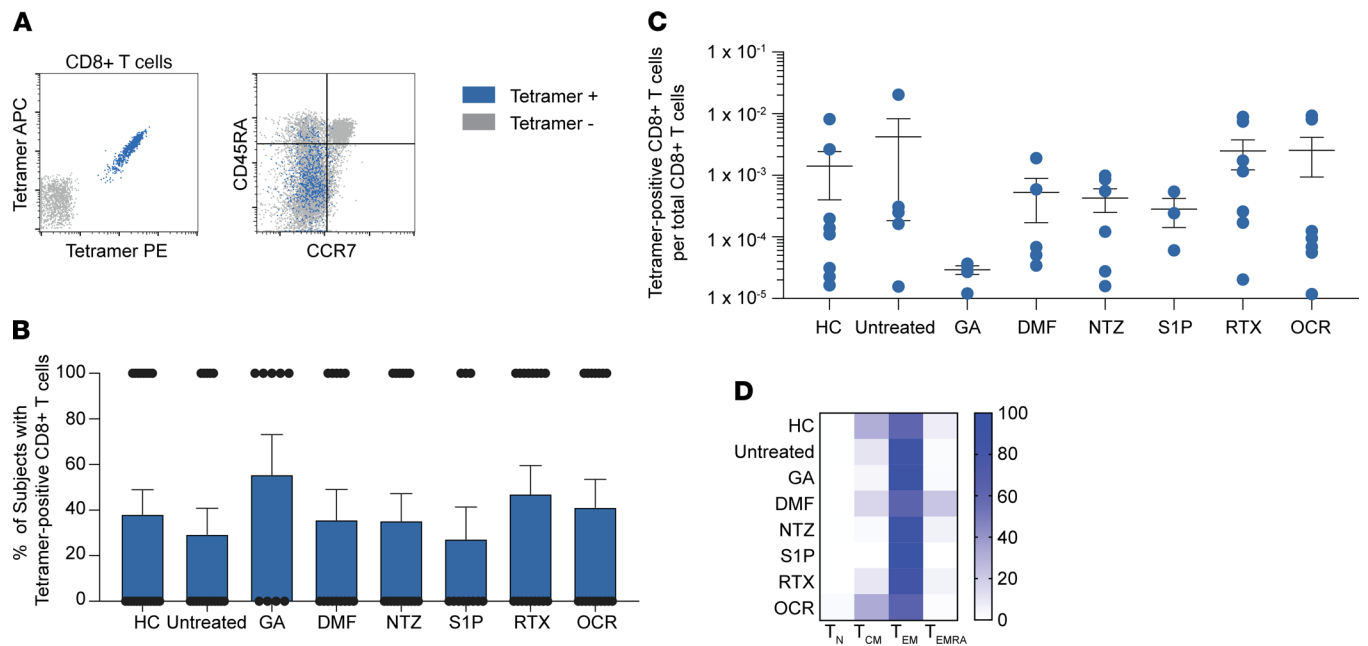 A
CD8+ T cells
Tetramer APC
Tetramer PE
CD45RA
CCR7
Tetramer +
Tetramer -
B
% of Subjects with
Tetramer-positive CD8+ T cells
100
80
60
40
20
0
HC Untreated GA DMF NTZ S1P RTX OCR
C
Tetramer-positive CD8+ T cells
per total CD8+ T cells
1 x 10⁻¹
1 x 10⁻²
1 x 10⁻³
1 x 10⁻⁴
1 x 10⁻⁵
HC Untreated GA DMF NTZ S1P RTX OCR
D
HC
Untreated
GA
DMF
NTZ
S1P
RTX
OCR
T_N T_CM T_EM T_EMRA
100
80
60
40
20
0